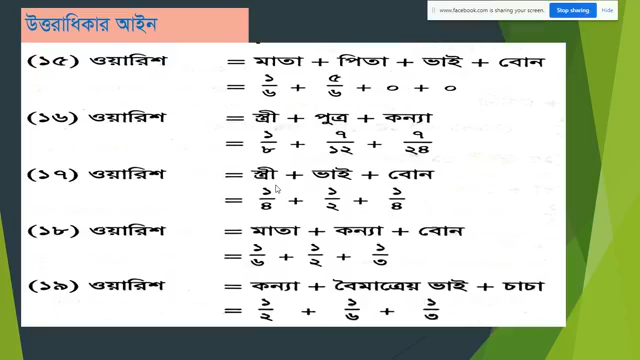 উত্তরাধিকার আইন
www.facebook.com is sharing your screen. Stop sharing Hide
(১৫) ওয়ারিশ = মাতা + পিতা + ভাই + বোন
= ১/৬ + ৫/৬ + ০ + ০
(১৬) ওয়ারিশ = স্ত্রী + পুত্র + কন্যা
= ১/৮ + ৭/১২ + ৭/২৪
(১৭) ওয়ারিশ = স্ত্রী + ভাই + বোন
= ১/৪ + ১/২ + ১/৪
(১৮) ওয়ারিশ = মাতা + কন্যা + বোন
= ১/৬ + ১/২ + ১/৩
(১৯) ওয়ারিশ = কন্যা + বৈমাত্রেয় ভাই + চাচা
= ১/২ + ১/৬ + ১/৩